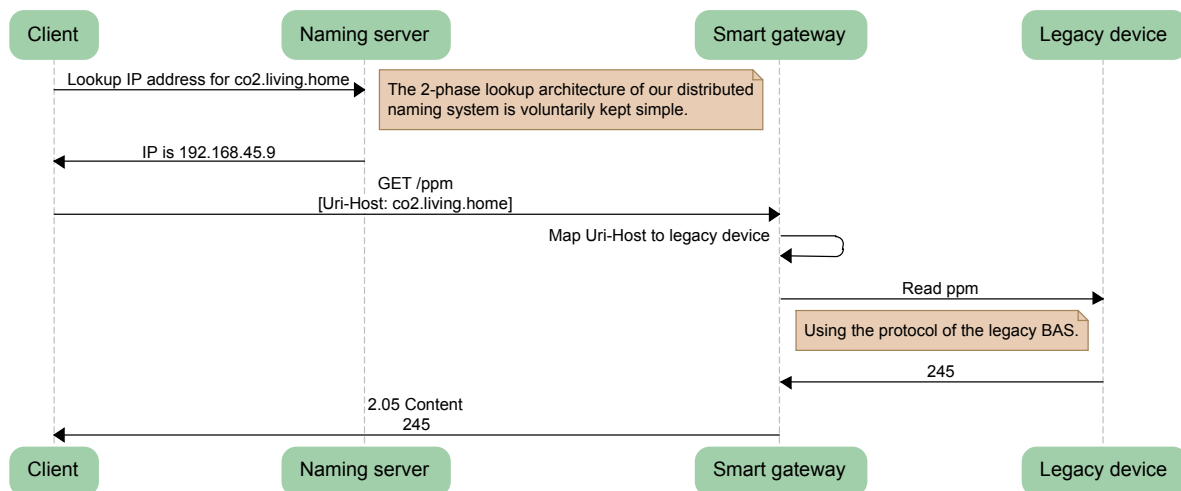 Client
Naming server
Smart gateway
Legacy device
Lookup IP address for co2.living.home
The 2-phase lookup architecture of our distributed
naming system is voluntarily kept simple.
IP is 192.168.45.9
GET /ppm
[Uri-Host: co2.living.home]
Map Uri-Host to legacy device
Read ppm
Using the protocol of the legacy BAS.
245
2.05 Content
245
Client
Naming server
Smart gateway
Legacy device